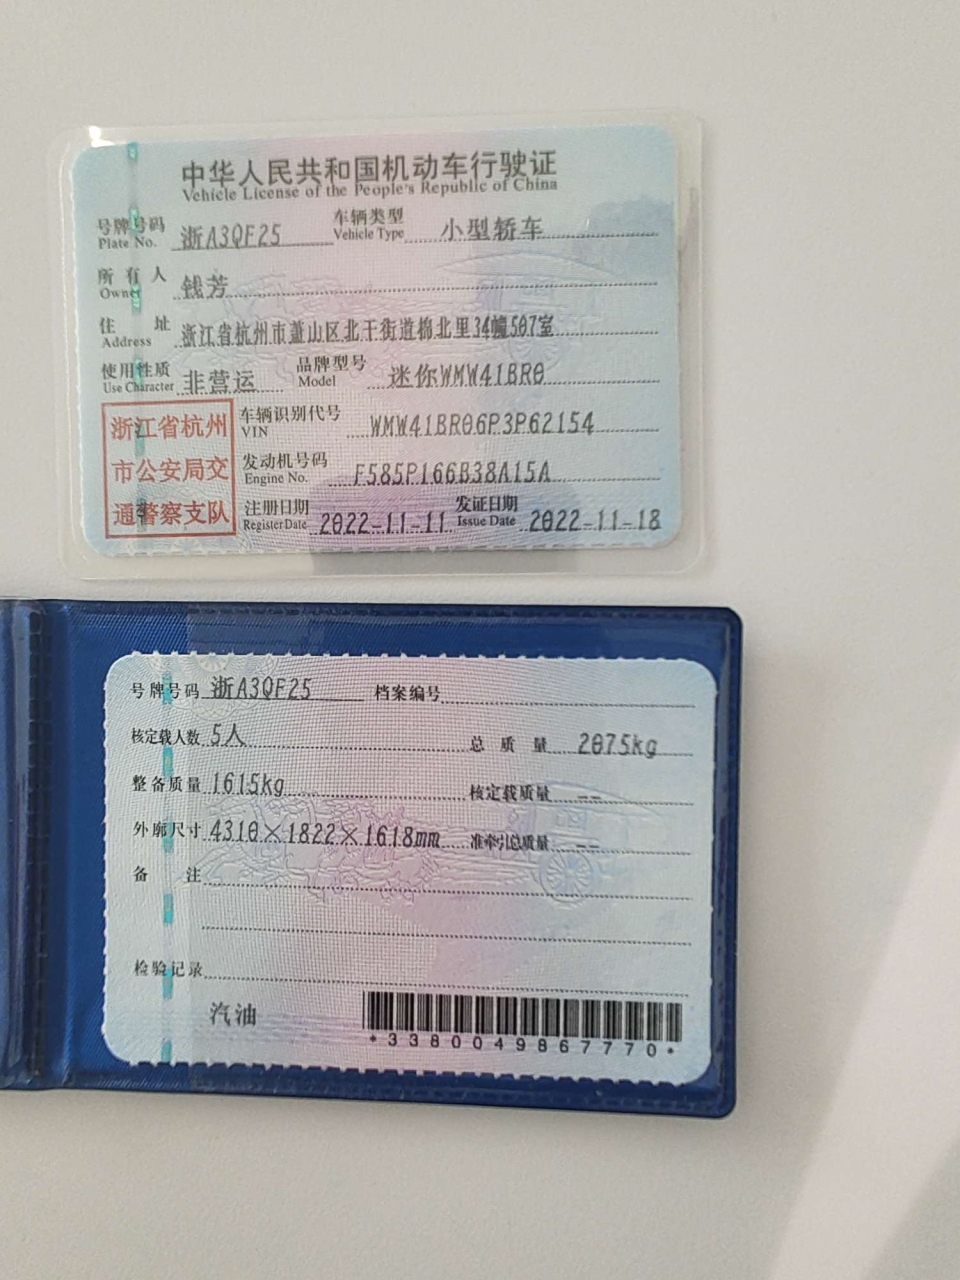 中华人民共和国机动车行驶证
Vehicle License of the People's Republic of China
号牌号码 浙A3QF25 车辆类型 小型轿车
Plate No. Vehicle Type
所有人 钱芳
Owner
住址 浙江省杭州市萧山区北干街道棉北里34幢507室
Address
使用性质 非营运 品牌型号 迷你WMW41BR0
Use Character Model
浙江省杭州
市公安局交
通警察支队
车辆识别代号 WMW41BR06P3P62154
VIN
发动机号码 F585P166B38A15A
Engine No.
注册日期 2022-11-11 发证日期 2022-11-18
Register Date Issue Date
号牌号码 浙A3QF25 档案编号
核定载人数 5人 总质量 2075kg
整备质量 1615kg 核定载质量 --
外廓尺寸 4310×1822×1618mm 准牵引总质量 --
备注
检验记录
汽油
*3380049867770*